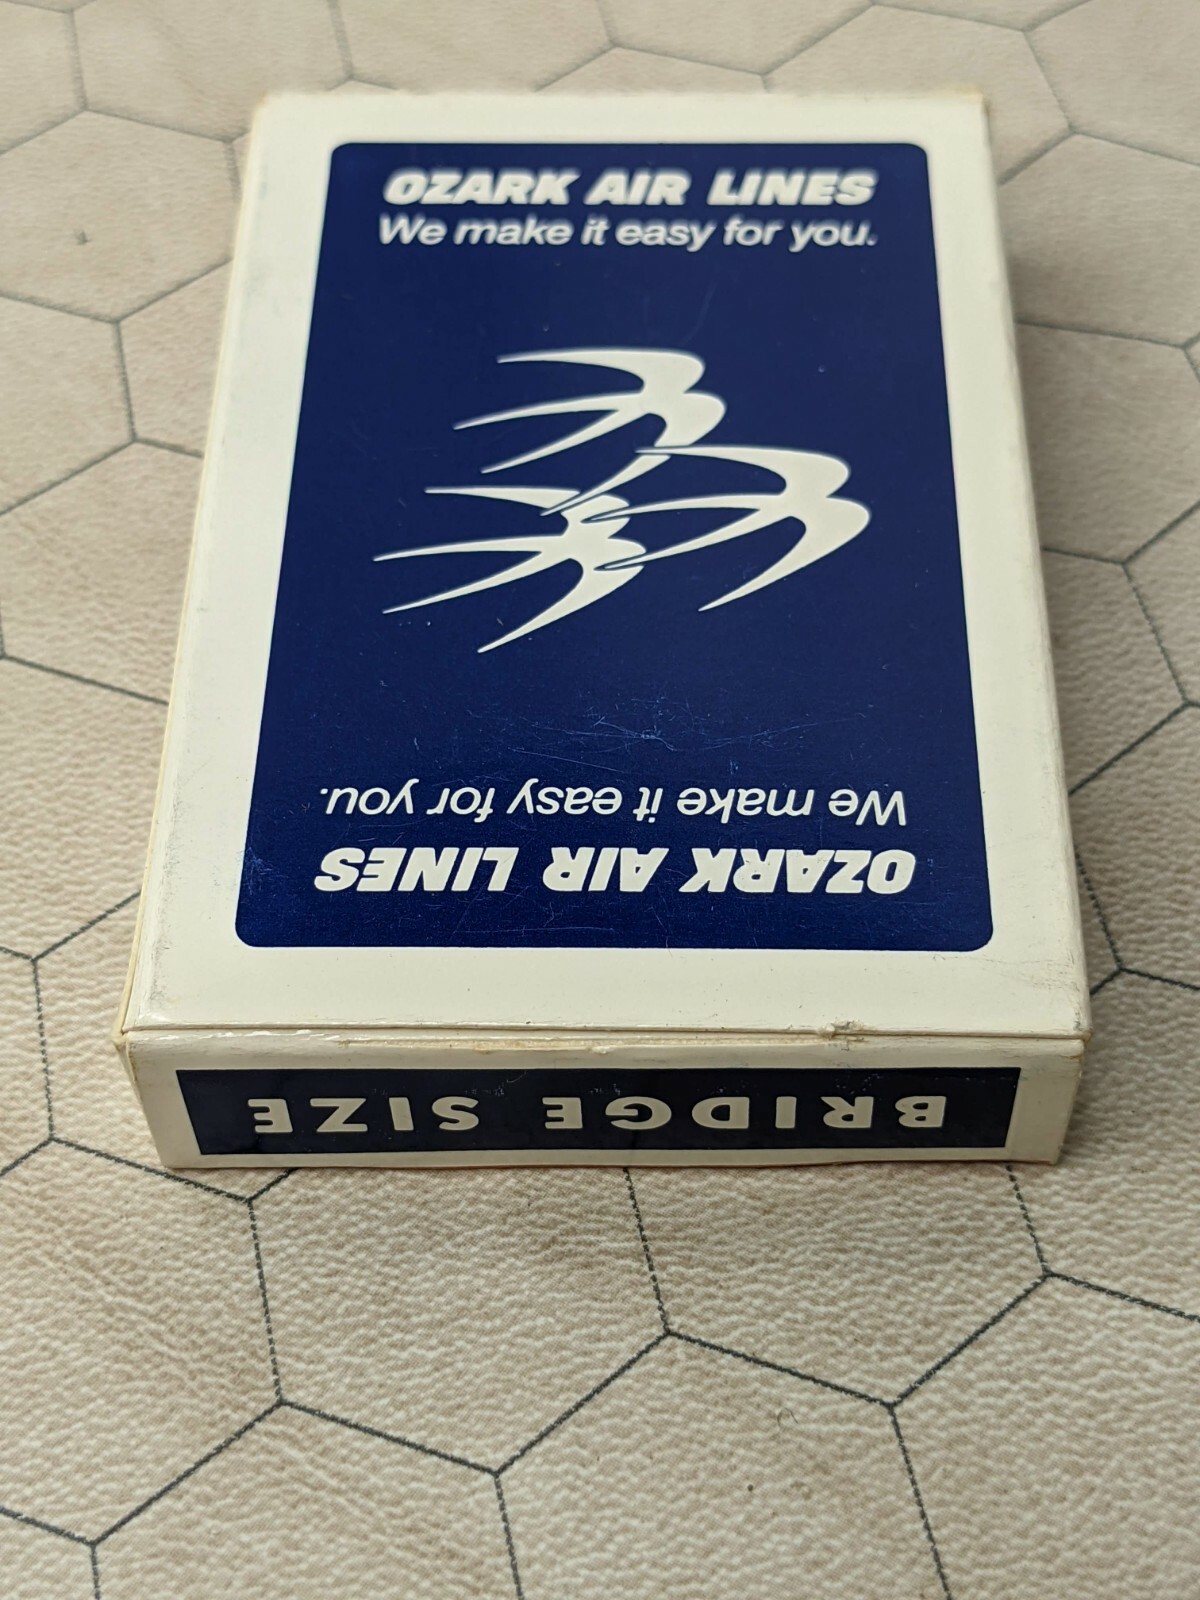 OZARK AIR LINES
We make it easy for you.
We make it easy for you.
OZARK AIR LINES
BRIDGE SIZE